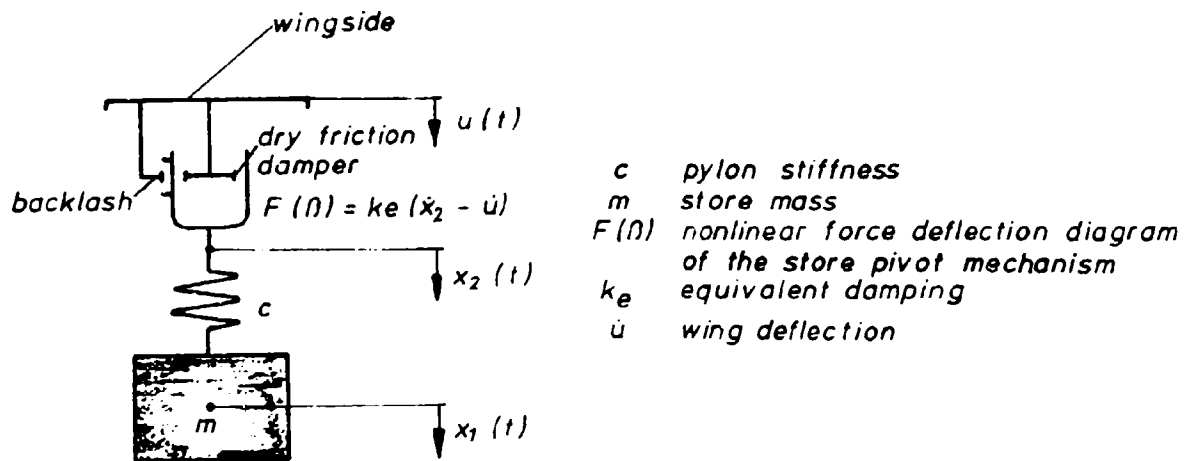 wingside
u(t)
dry friction
damper
backlash
F(ꓵ) = ke (ẋ₂ - u̇)
x₂ (t)
c
m
x₁ (t)
c pylon stiffness
m store mass
F(ꓵ) nonlinear force deflection diagram
of the store pivot mechanism
kₑ equivalent damping
u̇ wing deflection